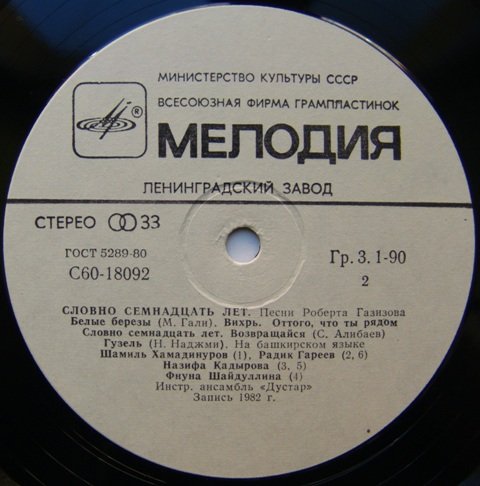 МИНИСТЕРСТВО КУЛЬТУРЫ СССР
ВСЕСОЮЗНАЯ ФИРМА ГРАМПЛАСТИНОК
®
МЕЛОДИЯ
ЛЕНИНГРАДСКИЙ ЗАВОД
СТЕРЕО 33
ГОСТ 5289-80
С60-18092
Гр. 3. 1-90
2
СЛОВНО СЕМНАДЦАТЬ ЛЕТ. Песни Роберта Газизова
Белые березы (М. Гали). Вихрь. Оттого, что ты рядом
Словно семнадцать лет. Возвращайся (С. Алибаев)
Гузель (Н. Наджми). На башкирском языке
Шамиль Хамадинуров (1), Радик Гареев (2, 6)
Назифа Кадырова (3, 5)
Фнуна Шайдуллина (4)
Инстр. ансамбль «Дустар»
Запись 1982 г.